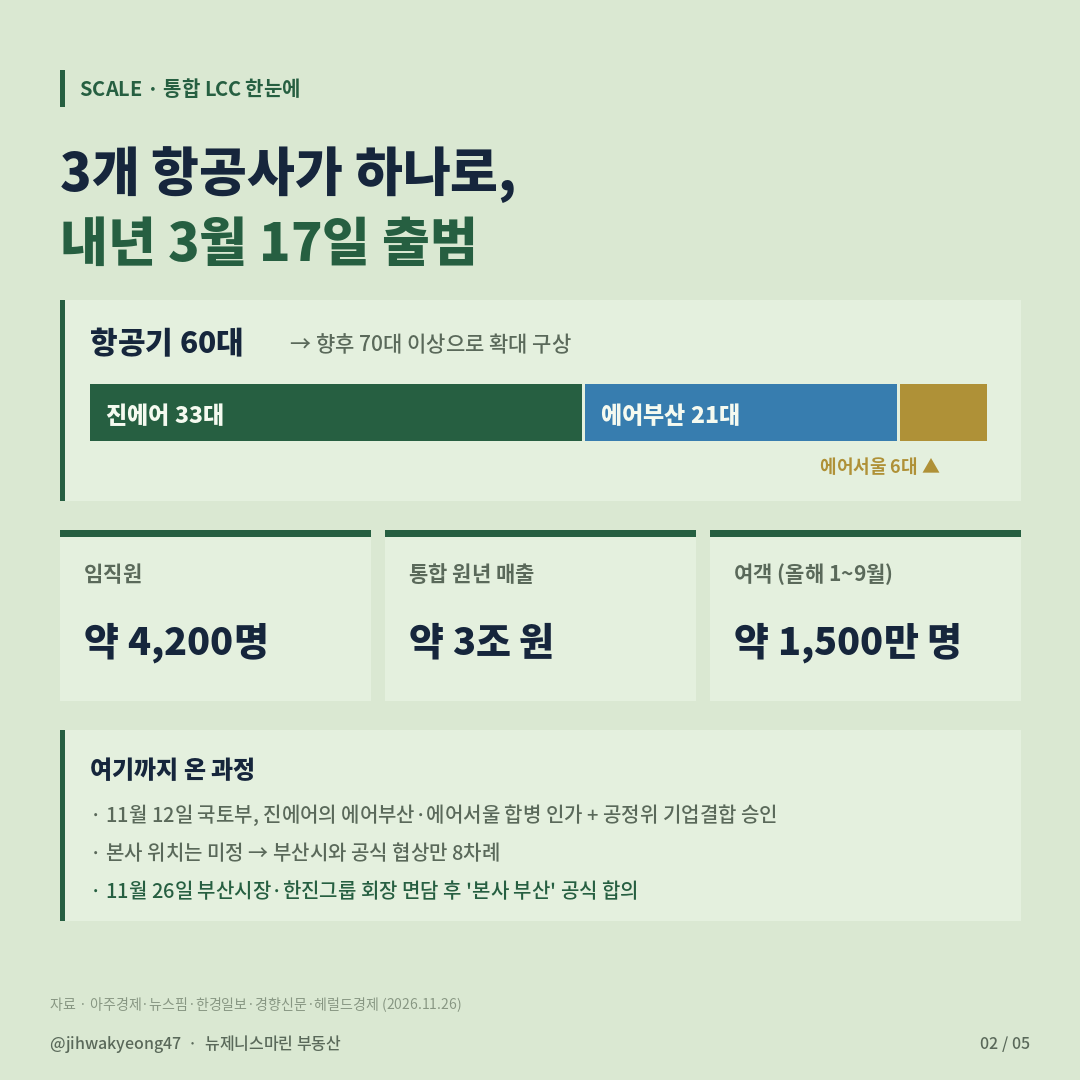 SCALE · 통합 LCC 한눈에
3개 항공사가 하나로,
내년 3월 17일 출범
항공기 60대 → 향후 70대 이상으로 확대 구상
진에어 33대 에어부산 21대
에어서울 6대 ▲
임직원
약 4,200명
통합 원년 매출
약 3조 원
여객 (올해 1~9월)
약 1,500만 명
여기까지 온 과정
· 11월 12일 국토부, 진에어의 에어부산·에어서울 합병 인가 + 공정위 기업결합 승인
· 본사 위치는 미정 → 부산시와 공식 협상만 8차례
· 11월 26일 부산시장·한진그룹 회장 면담 후 '본사 부산' 공식 합의
자료 · 아주경제·뉴스핌·한경일보·경향신문·헤럴드경제 (2026.11.26)
@jihwakyeong47 · 뉴제니스마린 부동산
02 / 05